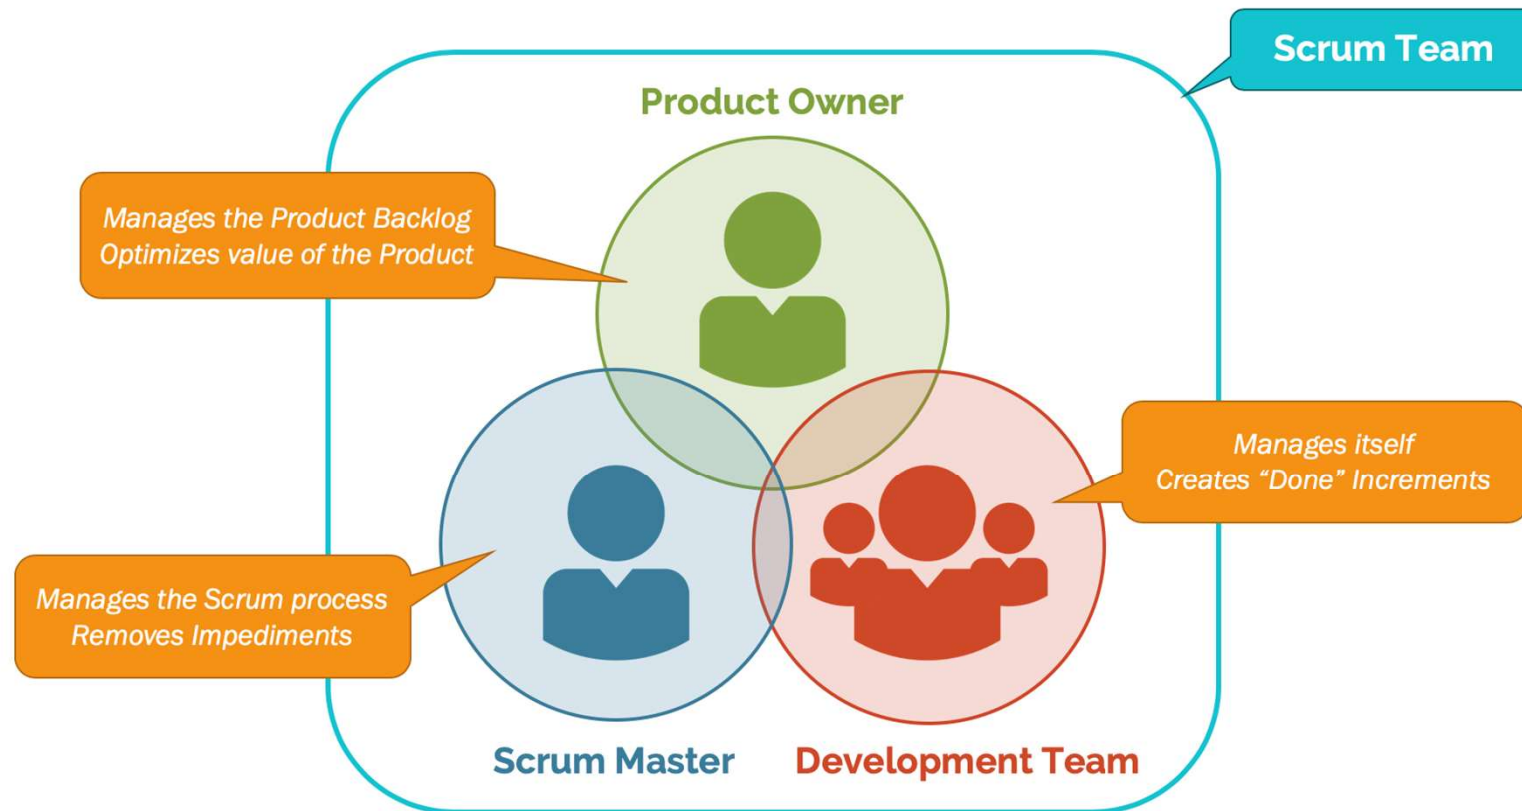 Scrum Team
Product Owner
Manages the Product Backlog
Optimizes value of the Product
Manages itself
Creates “Done” Increments
Manages the Scrum process
Removes Impediments
Scrum Master
Development Team